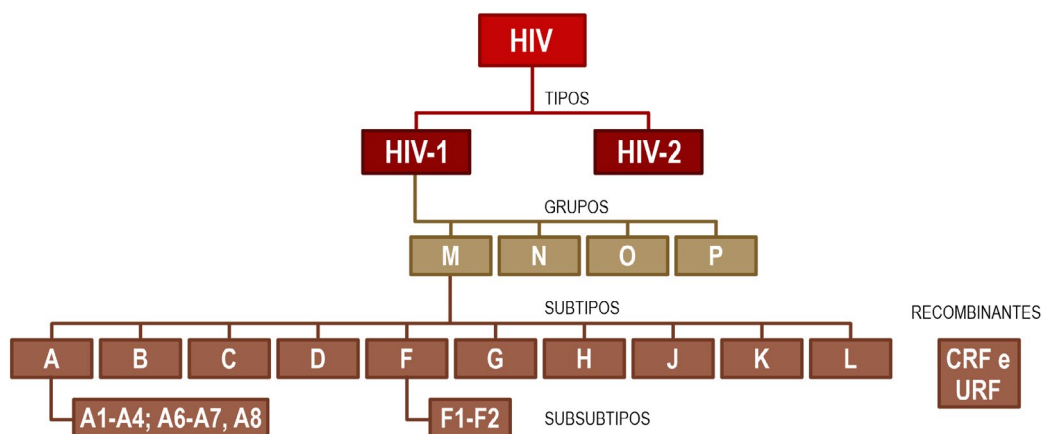 HIV
TIPOS
HIV-1
HIV-2
GRUPOS
M
N
O
P
SUBTIPOS
RECOMBINANTES
A
B
C
D
F
G
H
J
K
L
CRF e
URF
A1-A4; A6-A7, A8
F1-F2
SUBSUBTIPOS